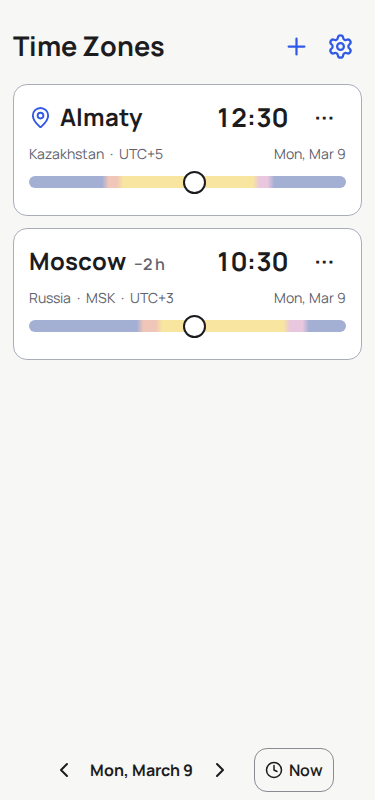 Time Zones
Almaty 12:30 ···
Kazakhstan · UTC+5 Mon, Mar 9
Moscow −2 h 10:30 ···
Russia · MSK · UTC+3 Mon, Mar 9
Mon, March 9 Now